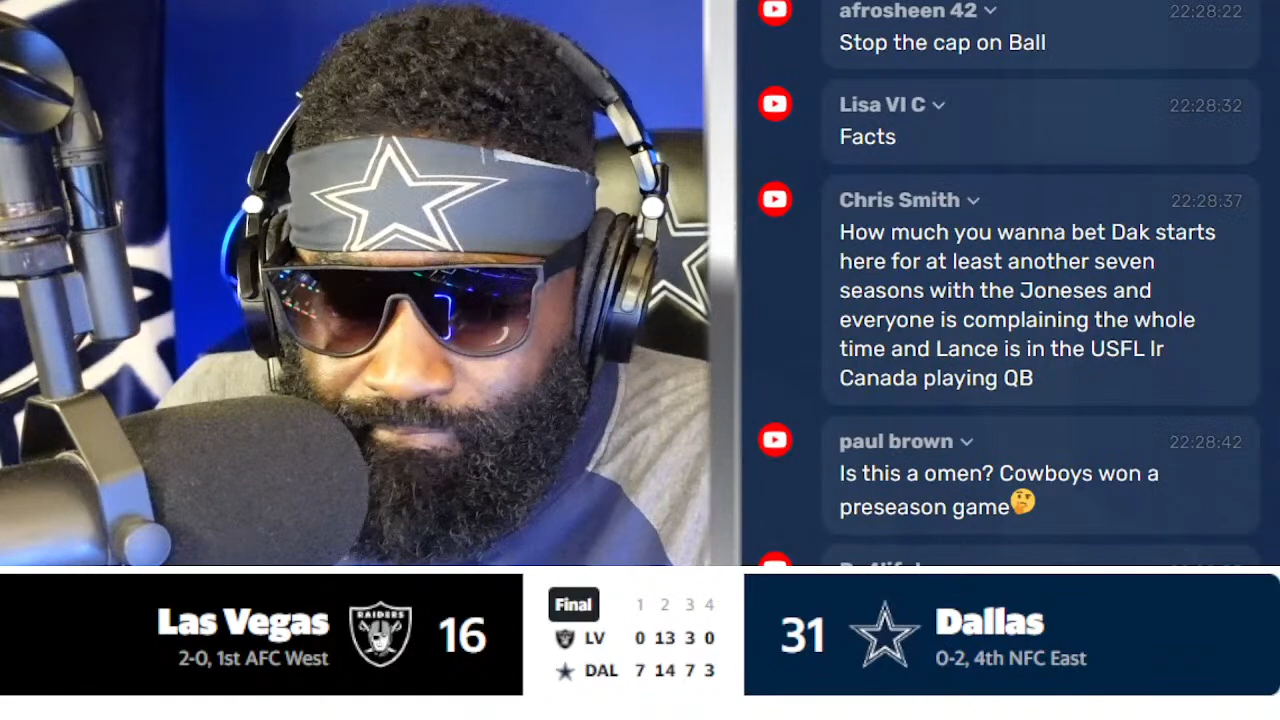 afrosheen 42
22:28:22
Stop the cap on Ball
Lisa VI C
22:28:32
Facts
Chris Smith
22:28:37
How much you wanna bet Dak starts
here for at least another seven
seasons with the Joneses and
everyone is complaining the whole
time and Lance is in the USFL Ir
Canada playing QB
paul brown
22:28:42
Is this a omen? Cowboys won a
preseason game🤔
Las Vegas
2-0, 1st AFC West
RAIDERS
16
Final 1 2 3 4
LV 0 13 3 0
DAL 7 14 7 3
31
Dallas
0-2, 4th NFC East